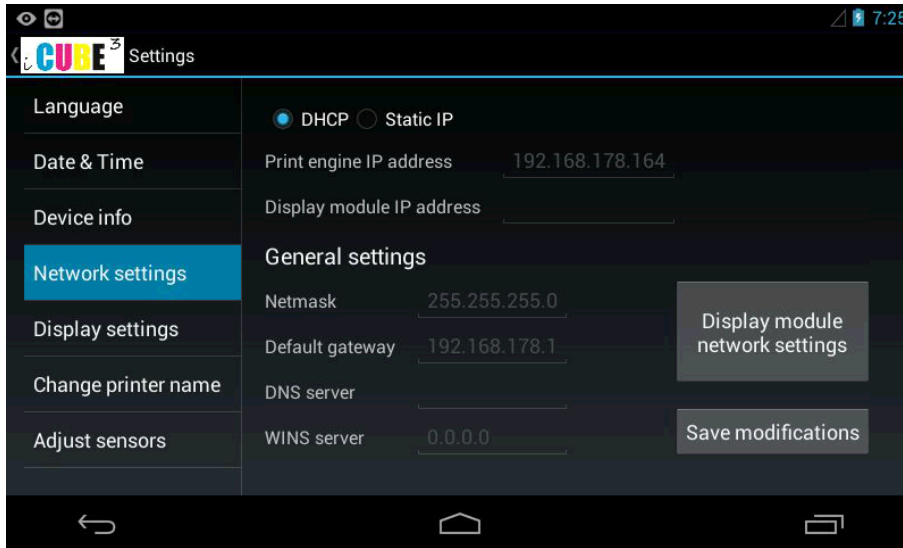 7:25
iCUBE3 Settings
Language
Date & Time
Device info
Network settings
Display settings
Change printer name
Adjust sensors
DHCP Static IP
Print engine IP address 192.168.178.164
Display module IP address
General settings
Netmask 255.255.255.0
Default gateway 192.168.178.1
DNS server
WINS server 0.0.0.0
Display module
network settings
Save modifications